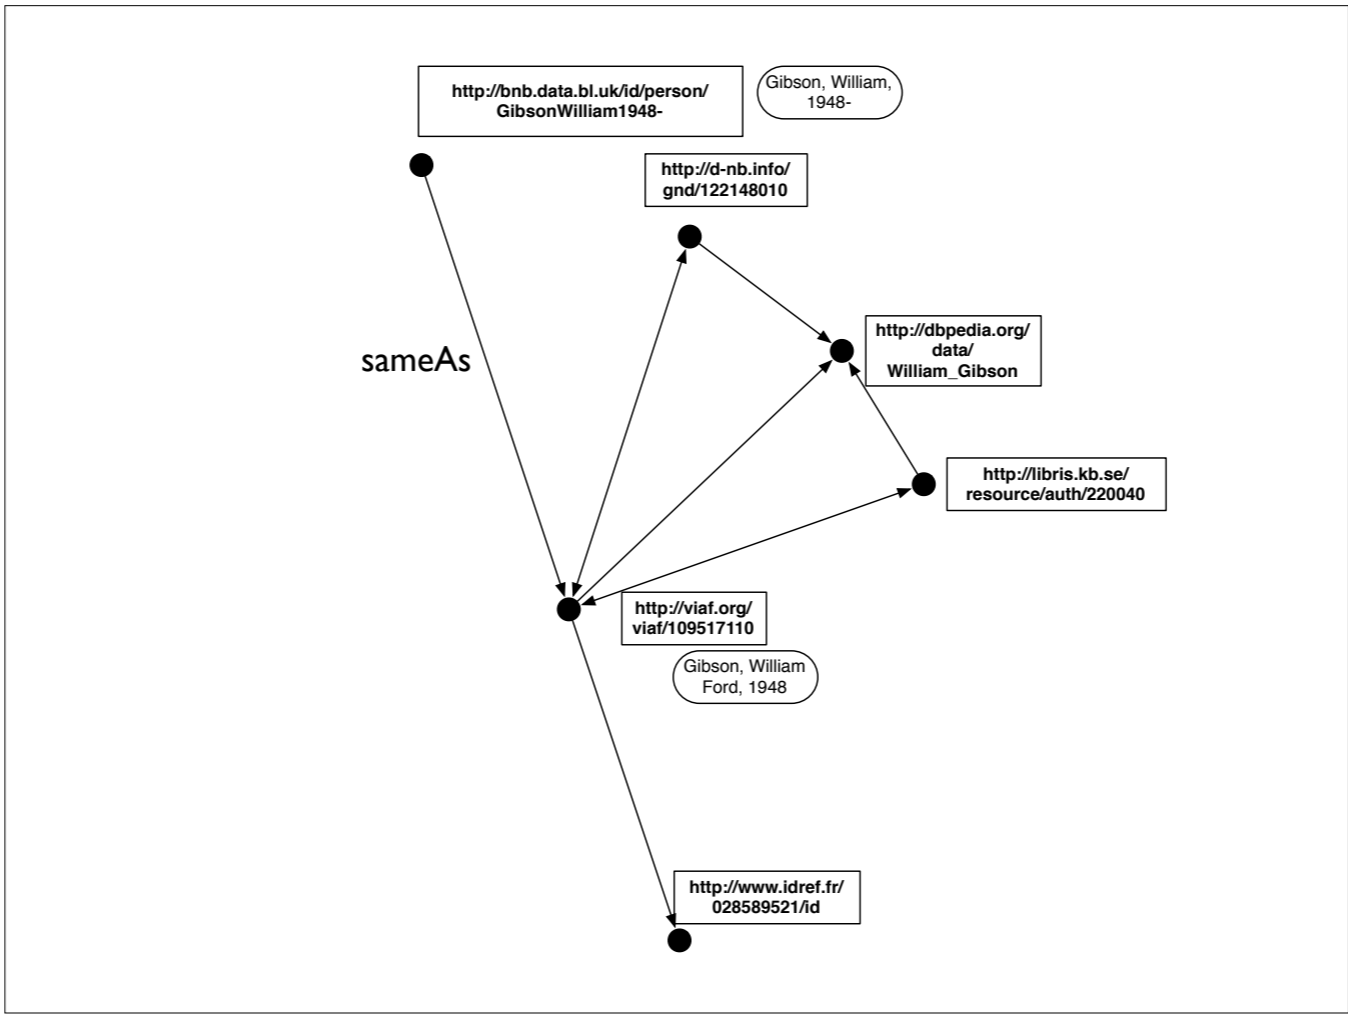 http://bnb.data.bl.uk/id/person/
GibsonWilliam1948-
Gibson, William,
1948-
http://d-nb.info/
gnd/122148010
http://dbpedia.org/
data/
William_Gibson
sameAs
http://libris.kb.se/
resource/auth/220040
http://viaf.org/
viaf/109517110
Gibson, William
Ford, 1948
http://www.idref.fr/
028589521/id